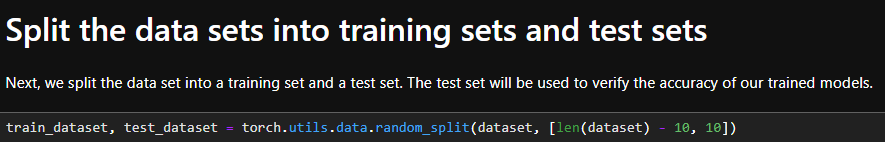 Split the data sets into training sets and test sets
Next, we split the data set into a training set and a test set. The test set will be used to verify the accuracy of our trained models.
train_dataset, test_dataset = torch.utils.data.random_split(dataset, [len(dataset) - 10, 10])